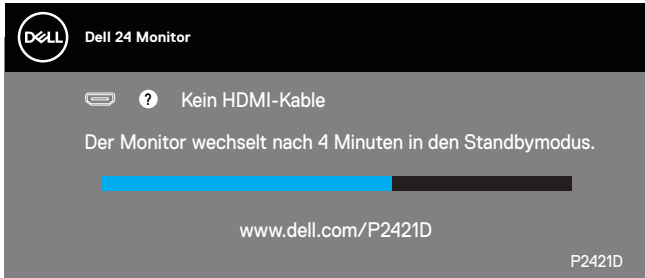 DELL
Dell 24 Monitor
? Kein HDMI-Kable
Der Monitor wechselt nach 4 Minuten in den Standbymodus.
www.dell.com/P2421D
P2421D